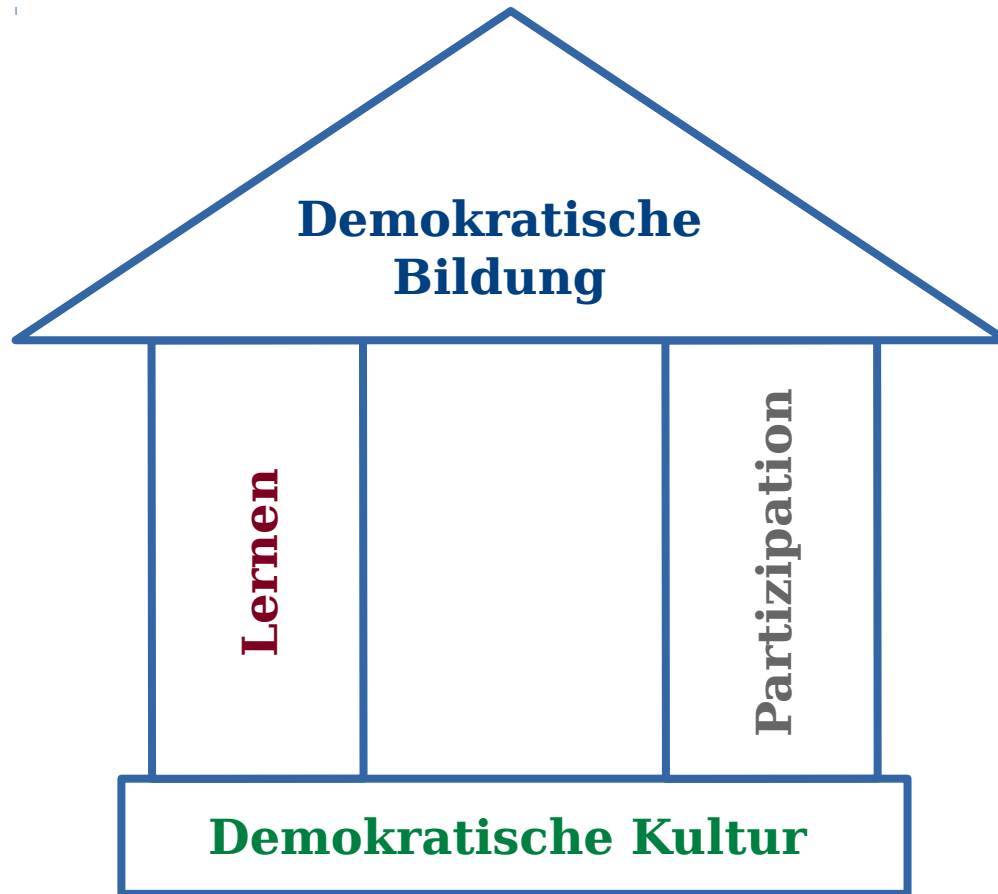 Demokratische
Bildung
Lernen
Partizipation
Demokratische Kultur